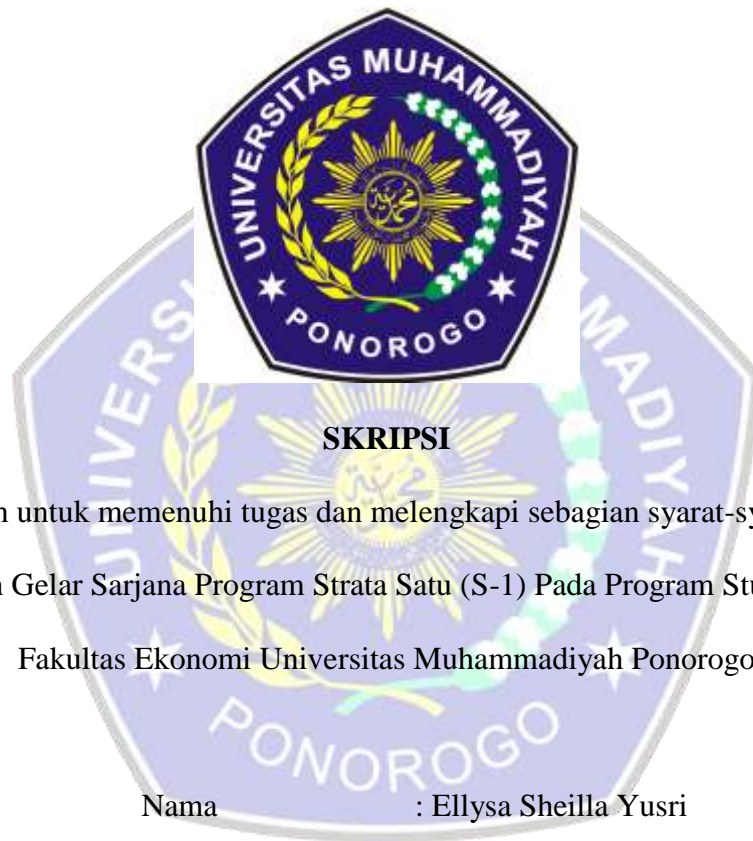 UNIVERSITAS MUHAMMADIYAH
PONOROGO
SKRIPSI
n untuk memenuhi tugas dan melengkapi sebagian syarat-sy
n Gelar Sarjana Program Strata Satu (S-1) Pada Program Stu
Fakultas Ekonomi Universitas Muhammadiyah Ponorogo
PONOROGO
Nama : Ellysa Sheilla Yusri